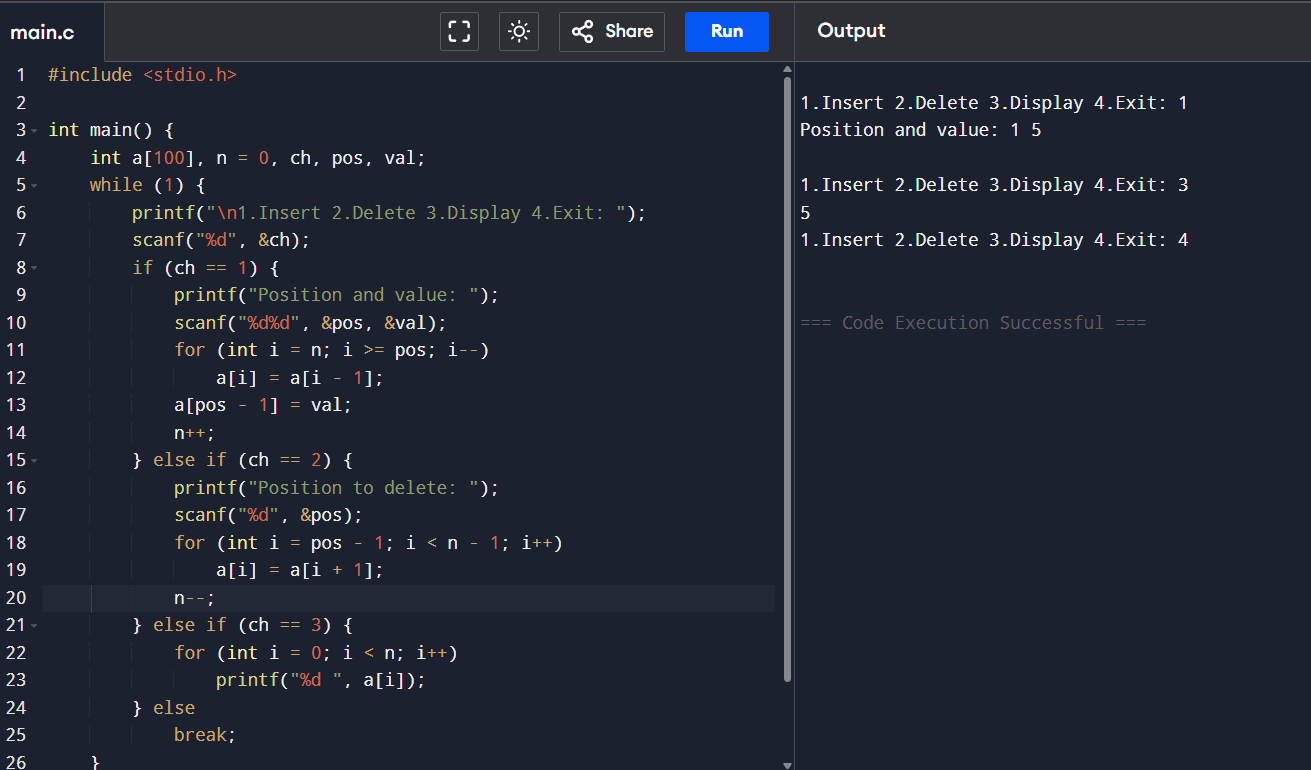 main.c
Share
Run
Output
1 #include <stdio.h>
2
3 int main() {
4     int a[100], n = 0, ch, pos, val;
5     while (1) {
6         printf("\n1.Insert 2.Delete 3.Display 4.Exit: ");
7         scanf("%d", &ch);
8         if (ch == 1) {
9             printf("Position and value: ");
10             scanf("%d%d", &pos, &val);
11             for (int i = n; i >= pos; i--)
12                 a[i] = a[i - 1];
13             a[pos - 1] = val;
14             n++;
15         } else if (ch == 2) {
16             printf("Position to delete: ");
17             scanf("%d", &pos);
18             for (int i = pos - 1; i < n - 1; i++)
19                 a[i] = a[i + 1];
20             n--;
21         } else if (ch == 3) {
22             for (int i = 0; i < n; i++)
23                 printf("%d ", a[i]);
24         } else
25             break;
26     }
1.Insert 2.Delete 3.Display 4.Exit: 1
Position and value: 1 5
1.Insert 2.Delete 3.Display 4.Exit: 3
5
1.Insert 2.Delete 3.Display 4.Exit: 4
=== Code Execution Successful ===